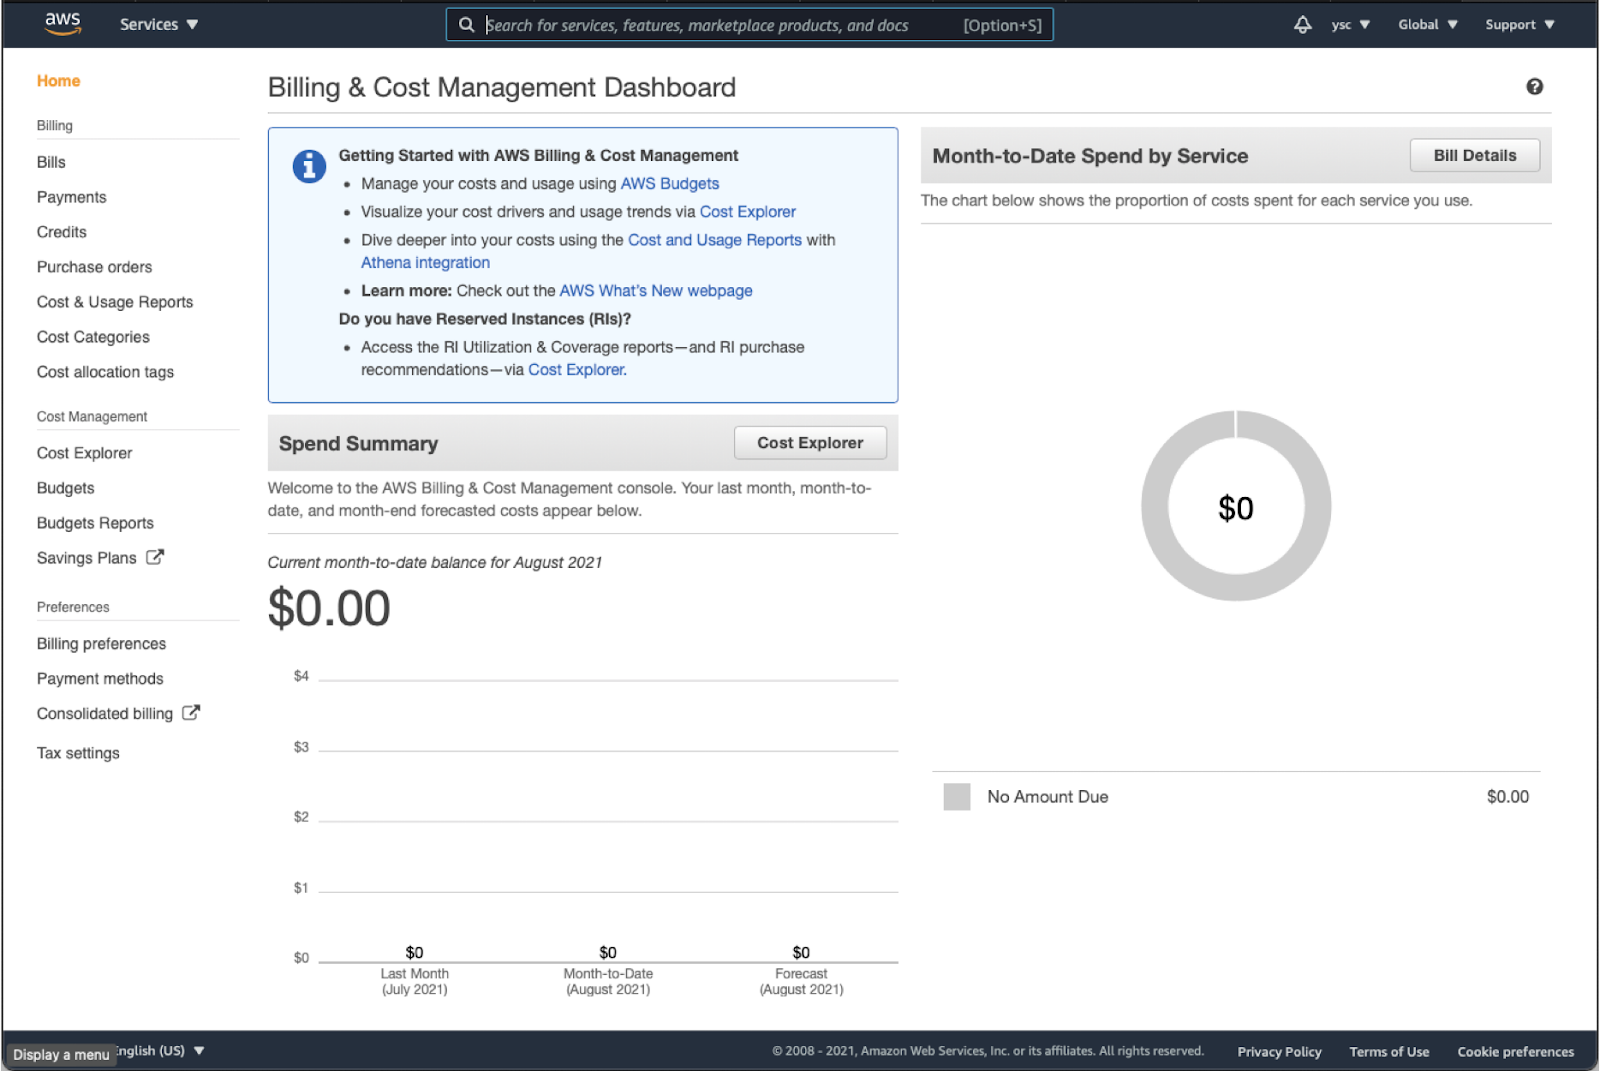 aws
Services
Search for services, features, marketplace products, and docs [Option+S]
ysc
Global
Support
Home
Billing
Bills
Payments
Credits
Purchase orders
Cost & Usage Reports
Cost Categories
Cost allocation tags
Cost Management
Cost Explorer
Budgets
Budgets Reports
Savings Plans
Preferences
Billing preferences
Payment methods
Consolidated billing
Tax settings
Billing & Cost Management Dashboard
Getting Started with AWS Billing & Cost Management
• Manage your costs and usage using AWS Budgets
• Visualize your cost drivers and usage trends via Cost Explorer
• Dive deeper into your costs using the Cost and Usage Reports with
Athena integration
• Learn more: Check out the AWS What's New webpage
Do you have Reserved Instances (RIs)?
• Access the RI Utilization & Coverage reports—and RI purchase
recommendations—via Cost Explorer.
Spend Summary
Cost Explorer
Welcome to the AWS Billing & Cost Management console. Your last month, month-to-
date, and month-end forecasted costs appear below.
Current month-to-date balance for August 2021
$0.00
$4
$3
$2
$1
$0
$0 $0 $0
Last Month Month-to-Date Forecast
(July 2021) (August 2021) (August 2021)
Month-to-Date Spend by Service
Bill Details
The chart below shows the proportion of costs spent for each service you use.
$0
No Amount Due $0.00
Display a menu
English (US)
© 2008 - 2021, Amazon Web Services, Inc. or its affiliates. All rights reserved.
Privacy Policy
Terms of Use
Cookie preferences